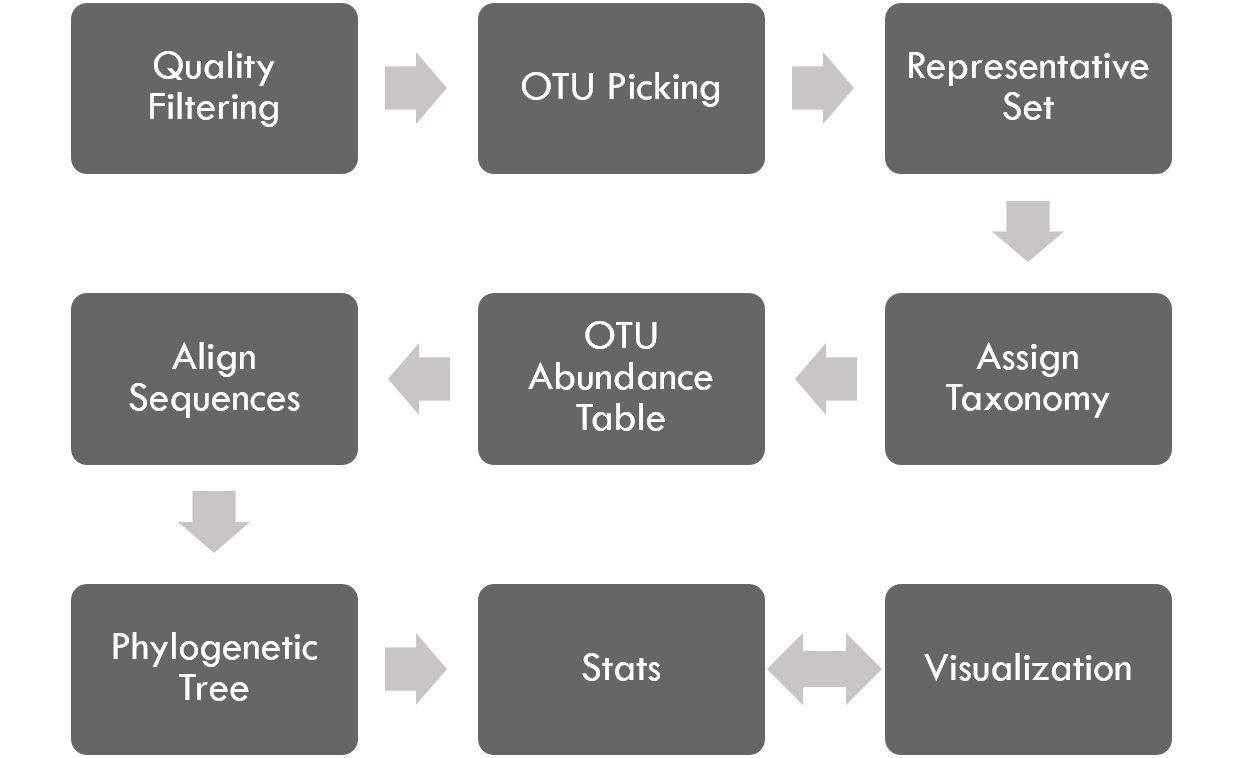 Quality
Filtering
OTU Picking
Representative
Set
Align
Sequences
OTU
Abundance
Table
Assign
Taxonomy
Phylogenetic
Tree
Stats
Visualization